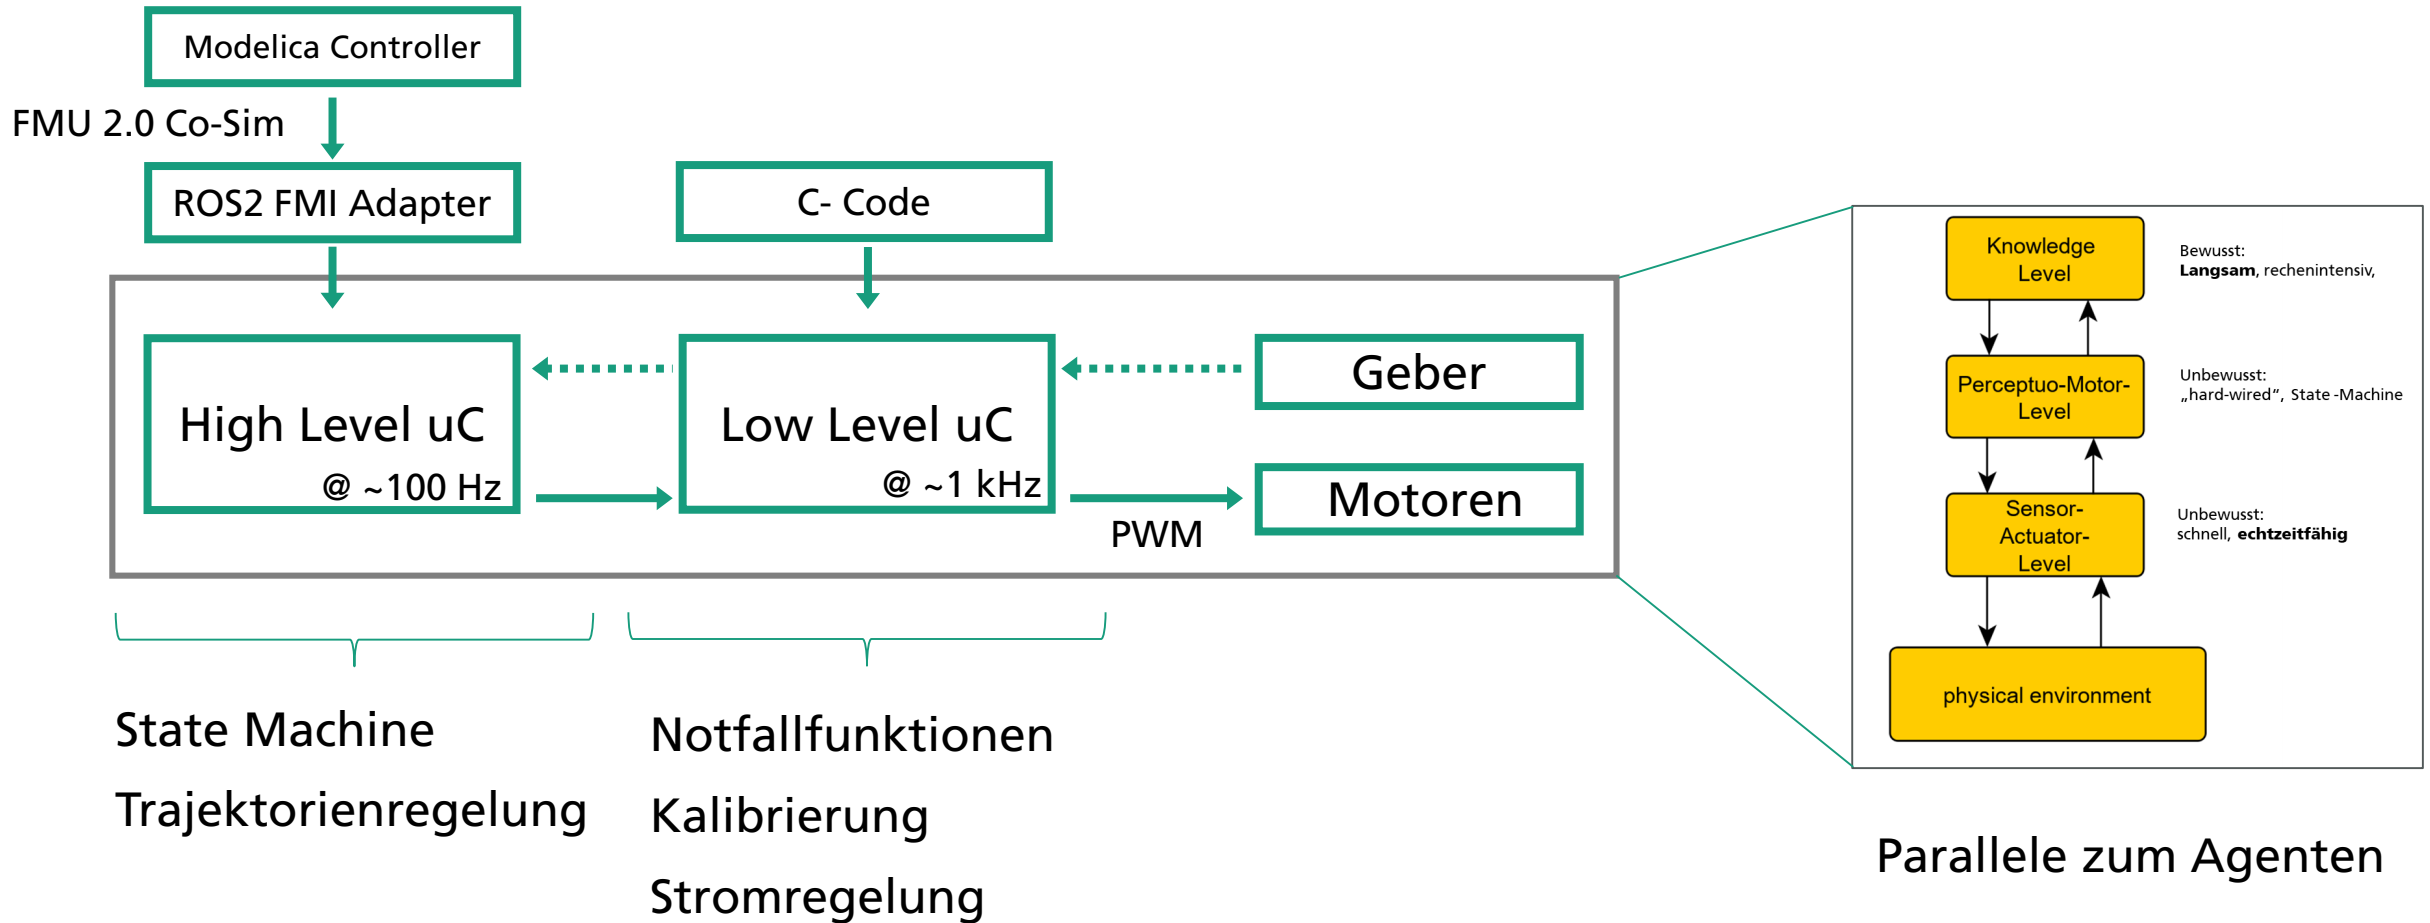 Modelica Controller
FMU 2.0 Co-Sim
ROS2 FMI Adapter
C- Code
High Level uC
@ ~100 Hz
Low Level uC
@ ~1 kHz
Geber
Motoren
PWM
State Machine
Trajektorienregelung
Notfallfunktionen
Kalibrierung
Stromregelung
Knowledge
Level
Bewusst:
Langsam, rechenintensiv,
Perceptuo-Motor-
Level
Unbewusst:
„hard-wired“, State -Machine
Sensor-
Actuator-
Level
Unbewusst:
schnell, echtzeitfähig
physical environment
Parallele zum Agenten